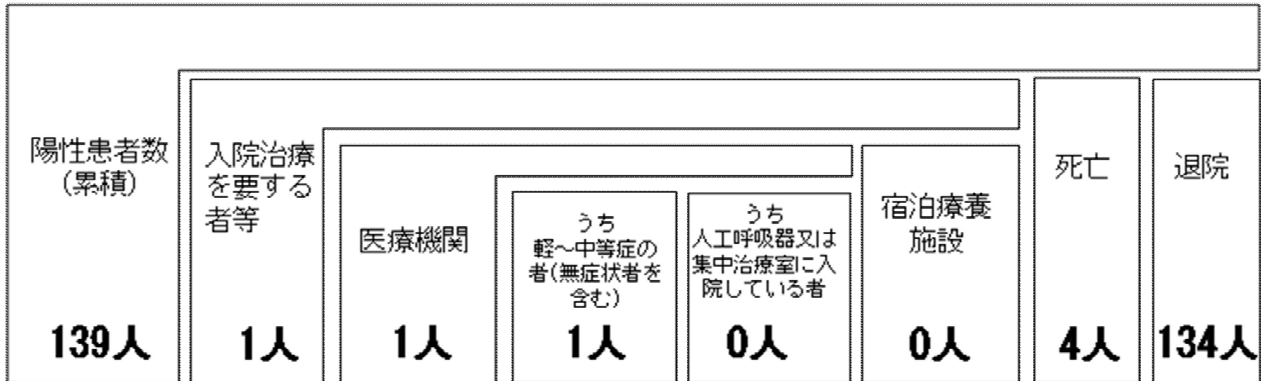 陽性患者数
(累積)
139人
入院治療
を要する
者等
1人
医療機関
1人
うち
軽～中等症の
者(無症状者を
含む)
1人
うち
人工呼吸器又は
集中治療室に入
院している者
0人
宿泊療養
施設
0人
死亡
4人
退院
134人